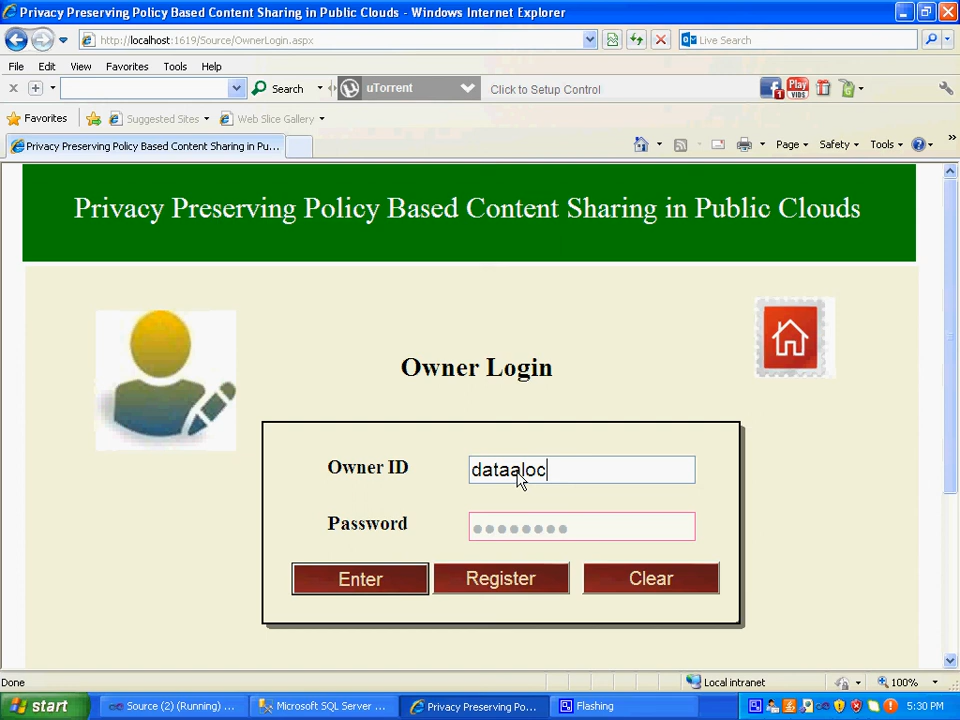 Privacy Preserving Policy Based Content Sharing in Public Clouds - Windows Internet Explorer
http://localhost:1619/Source/OwnerLogin.aspx
Live Search
File Edit View Favorites Tools Help
Search
uTorrent
Click to Setup Control
Play
VIDS
Favorites
Suggested Sites
Web Slice Gallery
Privacy Preserving Policy Based Content Sharing in Pu...
Page
Safety
Tools
Privacy Preserving Policy Based Content Sharing in Public Clouds
Owner Login
Owner ID
dataaloc
Password
Enter
Register
Clear
Done
Local intranet
100%
start
Source (2) (Running) ...
Microsoft SQL Server ...
Privacy Preserving Po...
Flashing
5:30 PM